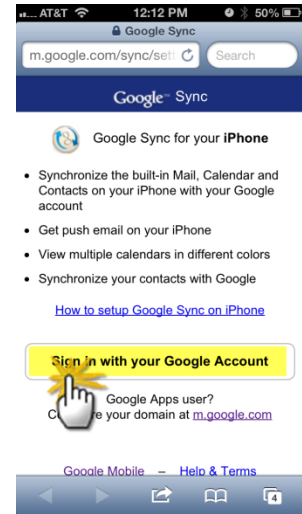 AT&T 12:12 PM 50%
Google Sync
m.google.com/sync/set Search
Google Sync
Google Sync for your iPhone
• Synchronize the built-in Mail, Calendar and
Contacts on your iPhone with your Google
account
• Get push email on your iPhone
• View multiple calendars in different colors
• Synchronize your contacts with Google
How to setup Google Sync on iPhone
Sign in with your Google Account
Google Apps user?
your domain at m.google.com
Google Mobile – Help & Terms
4